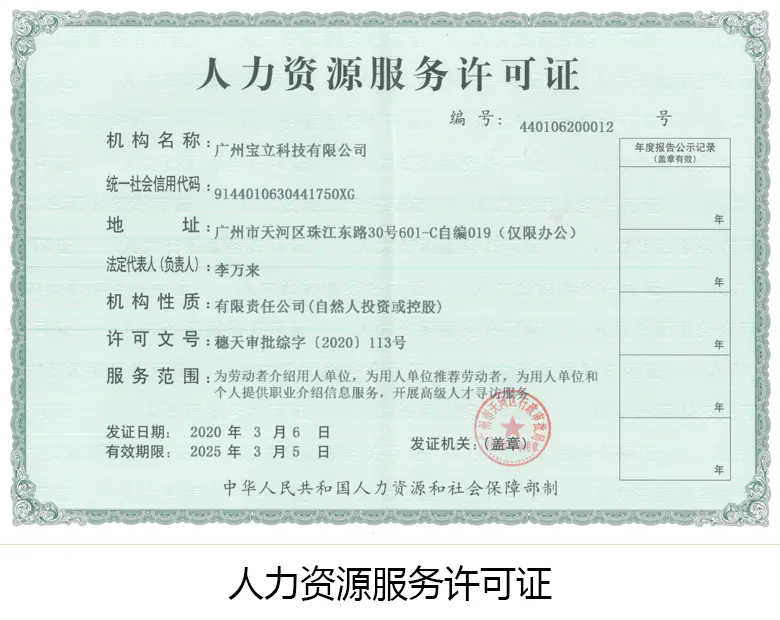 人力资源服务许可证
编 号: 440106200012 号
机构名称: 广州宝立科技有限公司
统一社会信用代码: 91440106304417500XG
地 址: 广州市天河区珠江东路30号601-C自编019（仅限办公）
法定代表人(负责人): 李万来
机构性质: 有限责任公司(自然人投资或控股)
许可文号: 穗天审批综字〔2020〕113号
服务范围: 为劳动者介绍用人单位，为用人单位推荐劳动者，为用人单位和
个人提供职业介绍信息服务，开展高级人才寻访服务
发证日期: 2020 年 3 月 6 日
有效期限: 2025 年 3 月 5 日
发证机关: (盖章)
广州市天河区行政审批局
年度报告公示记录
(盖章有效)
年
年
年
年
年
中华人民共和国人力资源和社会保障部制
人力资源服务许可证